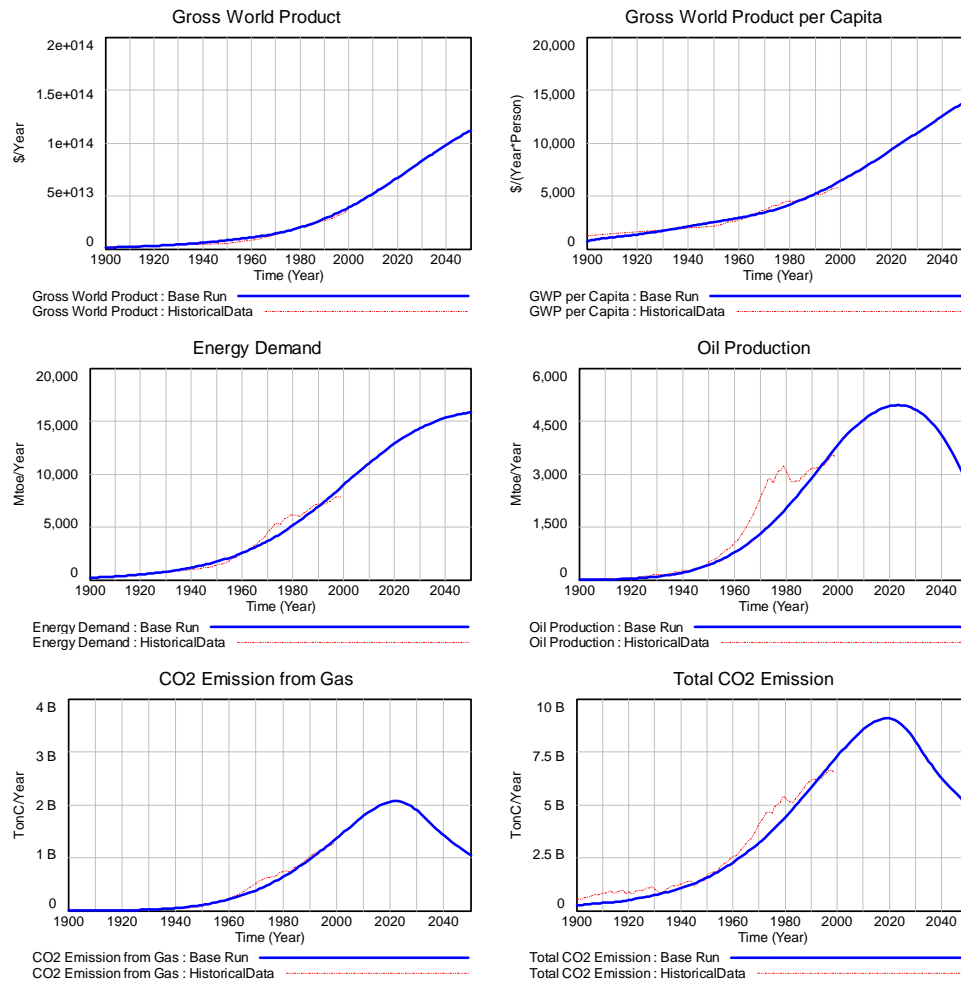 Gross World Product
2e+014
1.5e+014
1e+014
5e+013
0
$/Year
1900 1920 1940 1960 1980 2000 2020 2040
Time (Year)
Gross World Product : Base Run
Gross World Product : HistoricalData
Gross World Product per Capita
20,000
15,000
10,000
5,000
0
$/(Year*Person)
1900 1920 1940 1960 1980 2000 2020 2040
Time (Year)
GWP per Capita : Base Run
GWP per Capita : HistoricalData
Energy Demand
20,000
15,000
10,000
5,000
0
Mtoe/Year
1900 1920 1940 1960 1980 2000 2020 2040
Time (Year)
Energy Demand : Base Run
Energy Demand : HistoricalData
Oil Production
6,000
4,500
3,000
1,500
0
Mtoe/Year
1900 1920 1940 1960 1980 2000 2020 2040
Time (Year)
Oil Production : Base Run
Oil Production : HistoricalData
CO2 Emission from Gas
4 B
3 B
2 B
1 B
0
TonC/Year
1900 1920 1940 1960 1980 2000 2020 2040
Time (Year)
CO2 Emission from Gas : Base Run
CO2 Emission from Gas : HistoricalData
Total CO2 Emission
10 B
7.5 B
5 B
2.5 B
0
TonC/Year
1900 1920 1940 1960 1980 2000 2020 2040
Time (Year)
Total CO2 Emission : Base Run
Total CO2 Emission : HistoricalData